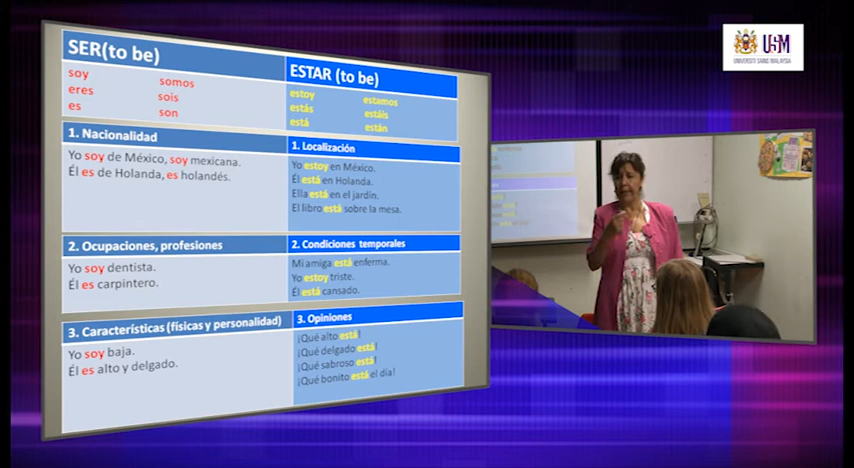 SER(to be)
soy somos
eres sois
es son
ESTAR (to be)
estoy estamos
estás estáis
está están
1. Nacionalidad
Yo soy de México, soy mexicana.
Él es de Holanda, es holandés.
1. Localización
Yo estoy en México.
Él está en Holanda.
Ella está en el jardín.
El libro está sobre la mesa.
2. Ocupaciones, profesiones
Yo soy dentista.
Él es carpintero.
2. Condiciones temporales
Mi amiga está enferma.
Yo estoy triste.
Él está cansado.
3. Características (físicas y personalidad)
Yo soy baja.
Él es alto y delgado.
3. Opiniones
¡Qué alto está!
¡Qué delgado está!
¡Qué sabroso está!
¡Qué bonito está el día!
USM
UNIVERSITI SAINS MALAYSIA